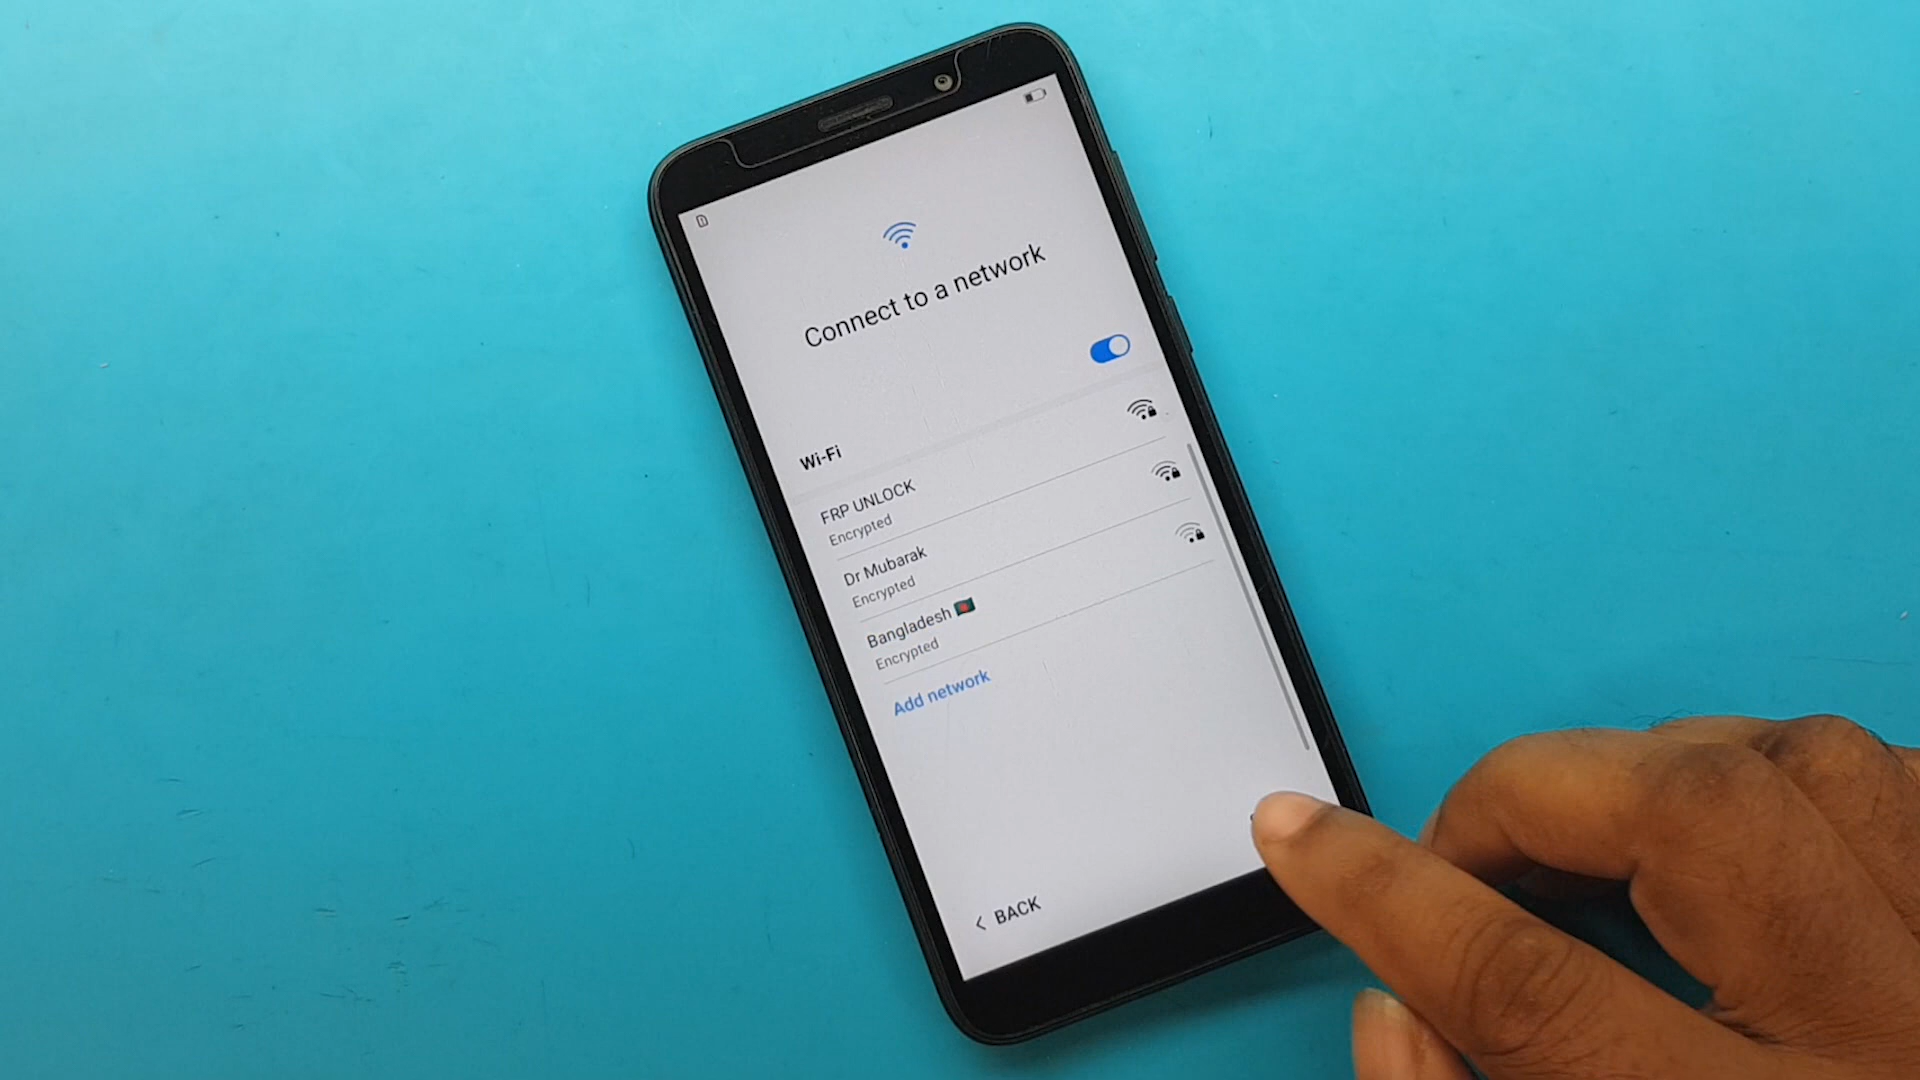 Connect to a network
Wi-Fi
FRP UNLOCK
Encrypted
Dr Mubarak
Encrypted
Bangladesh 🇧🇩
Encrypted
Add network
< BACK